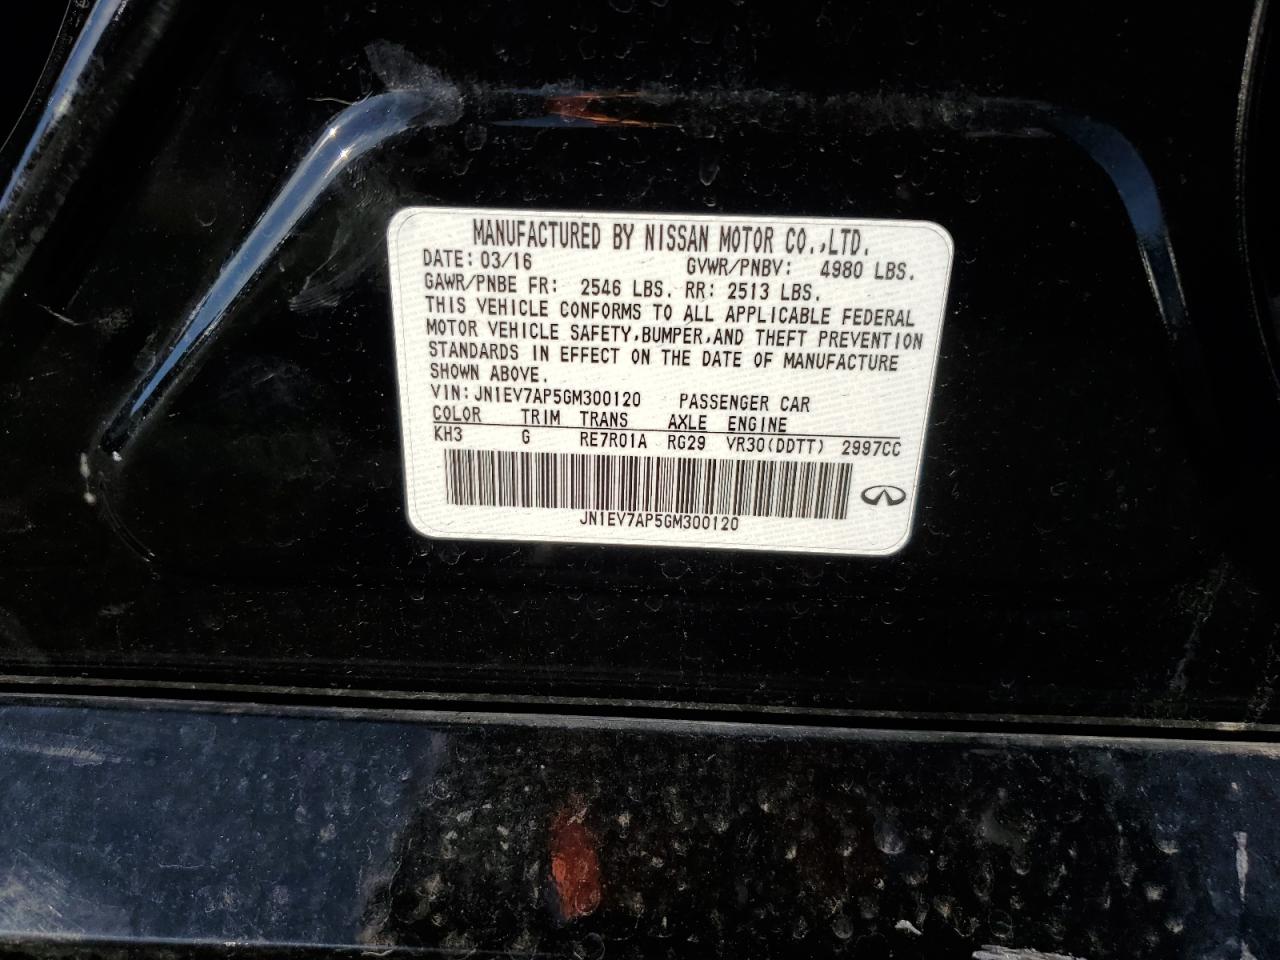 MANUFACTURED BY NISSAN MOTOR CO.,LTD.
DATE: 03/16 GVWR/PNBV: 4980 LBS.
GAWR/PNBE FR: 2546 LBS. RR: 2513 LBS.
THIS VEHICLE CONFORMS TO ALL APPLICABLE FEDERAL
MOTOR VEHICLE SAFETY,BUMPER,AND THEFT PREVENTION
STANDARDS IN EFFECT ON THE DATE OF MANUFACTURE
SHOWN ABOVE.
VIN:JN1EV7AP5GM300120 PASSENGER CAR
COLOR TRIM TRANS AXLE ENGINE
KH3 G RE7R01A RG29 VR30(DDTT) 2997CC
JN1EV7AP5GM300120